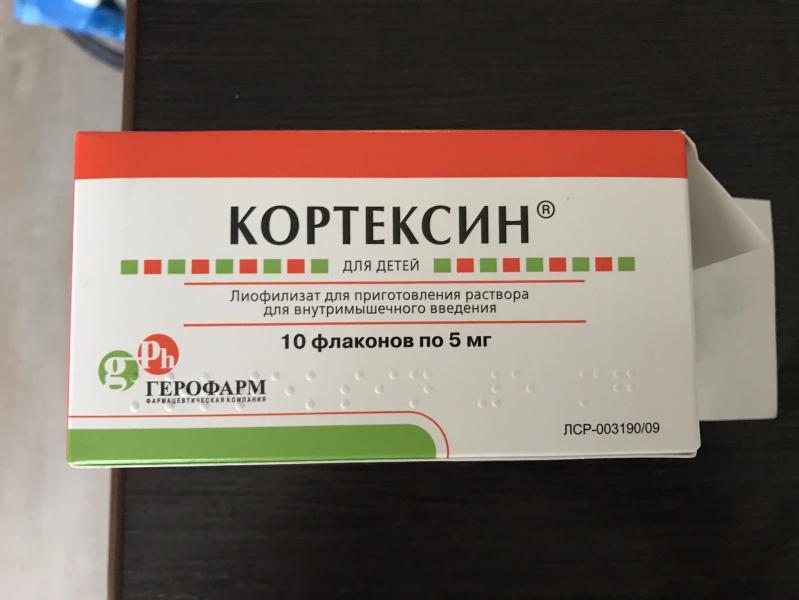 КОРТЕКСИН®
ДЛЯ ДЕТЕЙ
Лиофилизат для приготовления раствора
для внутримышечного введения
10 флаконов по 5 мг
gPh
ГЕРОФАРМ
ФАРМАЦЕВТИЧЕСКАЯ КОМПАНИЯ
ЛСР-003190/09